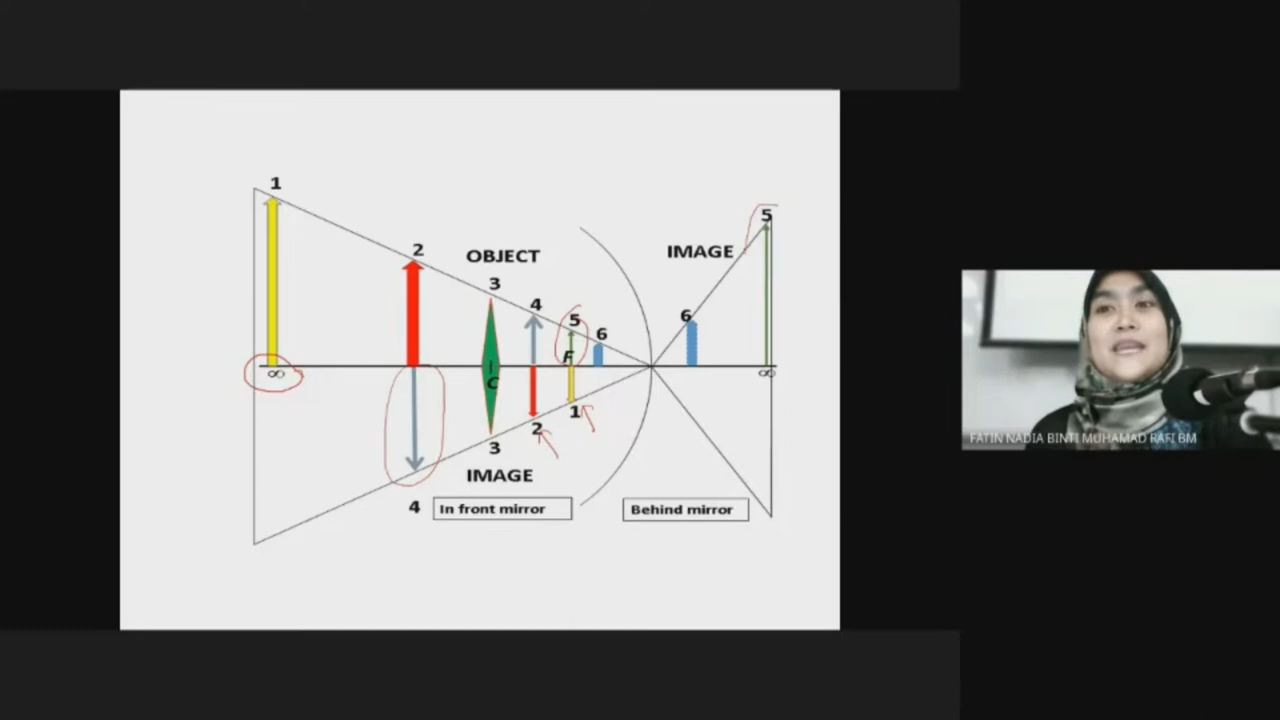 1
2
OBJECT
3
4
5
6
F
C
∞
1
2
3
IMAGE
4
In front mirror
IMAGE
5
6
∞
Behind mirror
FATIN NADIA BINTI MUHAMAD RAFI BM